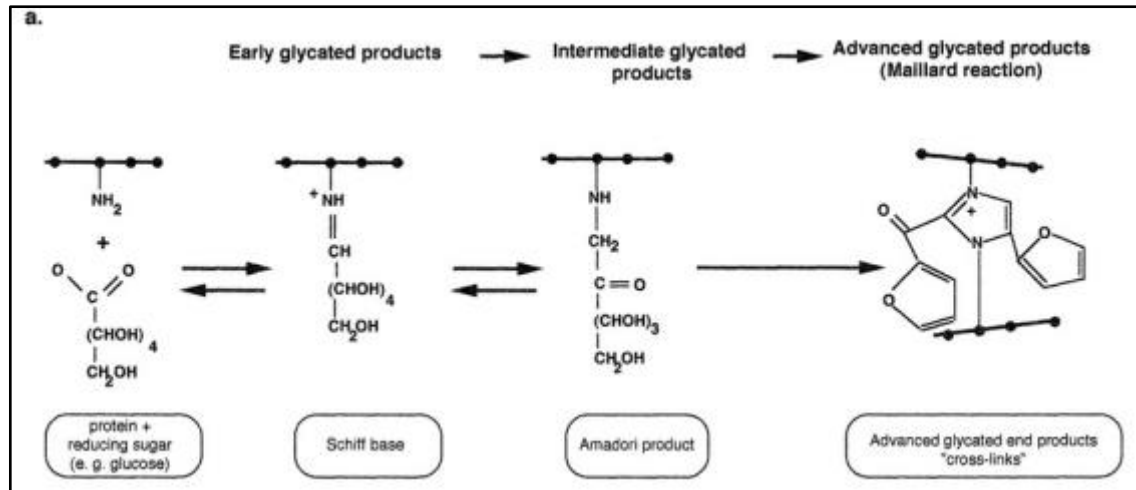 a.
Early glycated products
Intermediate glycated
products
Advanced glycated products
(Maillard reaction)
NH2
+
O
O
C
(CHOH)4
CH2OH
+NH
CH
(CHOH)4
CH2OH
NH
CH2
C=O
(CHOH)3
CH2OH
O
N
+
N
O
O
protein +
reducing sugar
(e. g. glucose)
Schiff base
Amadori product
Advanced glycated end products
"cross-links"